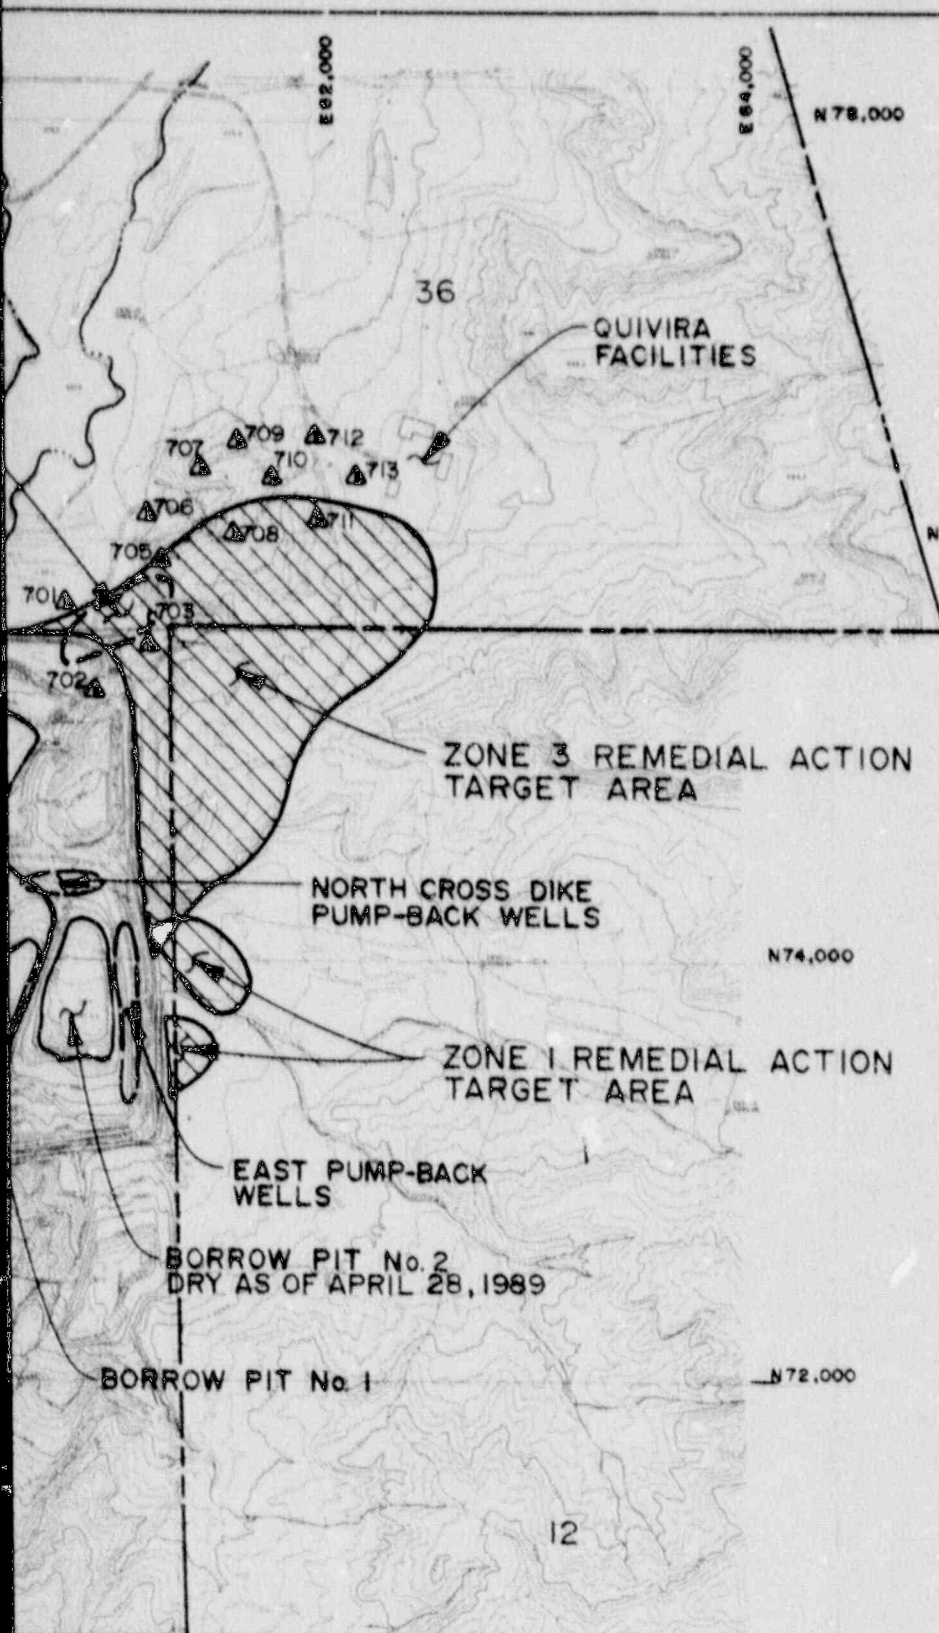 E62,000
E 64,000
N 78,000
36
QUIVIRA
FACILITIES
709
712
707
710
713
706
711
708
705
701
703
702
ZONE 3 REMEDIAL ACTION
TARGET AREA
NORTH CROSS DIKE
PUMP-BACK WELLS
N74,000
ZONE 1 REMEDIAL ACTION
TARGET AREA
EAST PUMP-BACK
WELLS
BORROW PIT No. 2
DRY AS OF APRIL 28, 1989
BORROW PIT No. 1
N72,000
12